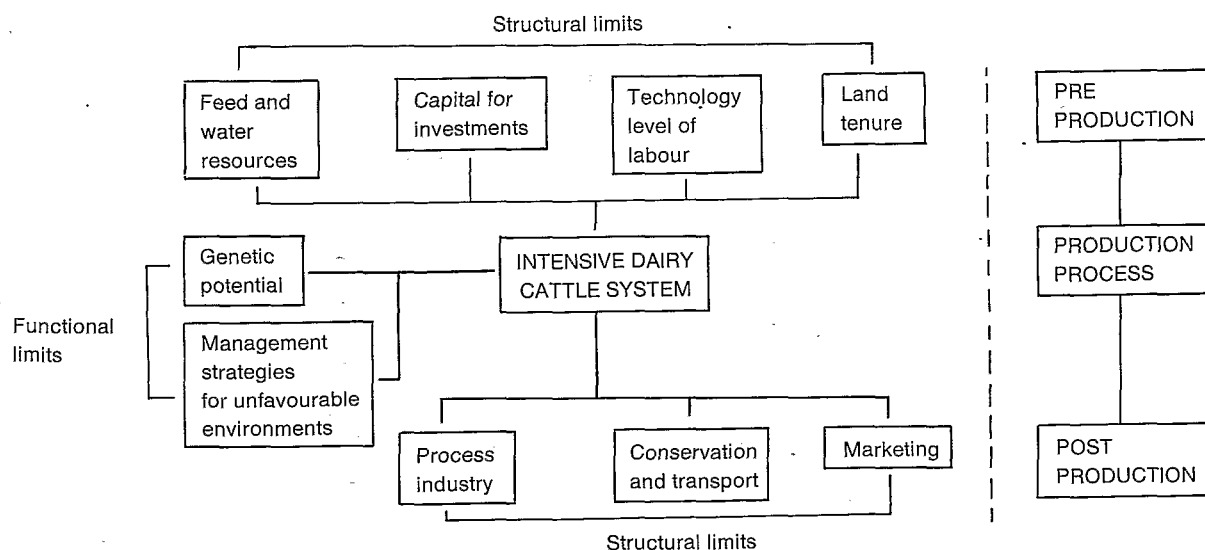 Structural limits
Feed and
water
resources
Capital for
investments
Technology
level of
labour
Land
tenure
PRE
PRODUCTION
Genetic
potential
INTENSIVE DAIRY
CATTLE SYSTEM
PRODUCTION
PROCESS
Functional
limits
Management
strategies
for unfavourable
environments
Process
industry
Conservation
and transport
Marketing
POST
PRODUCTION
Structural limits